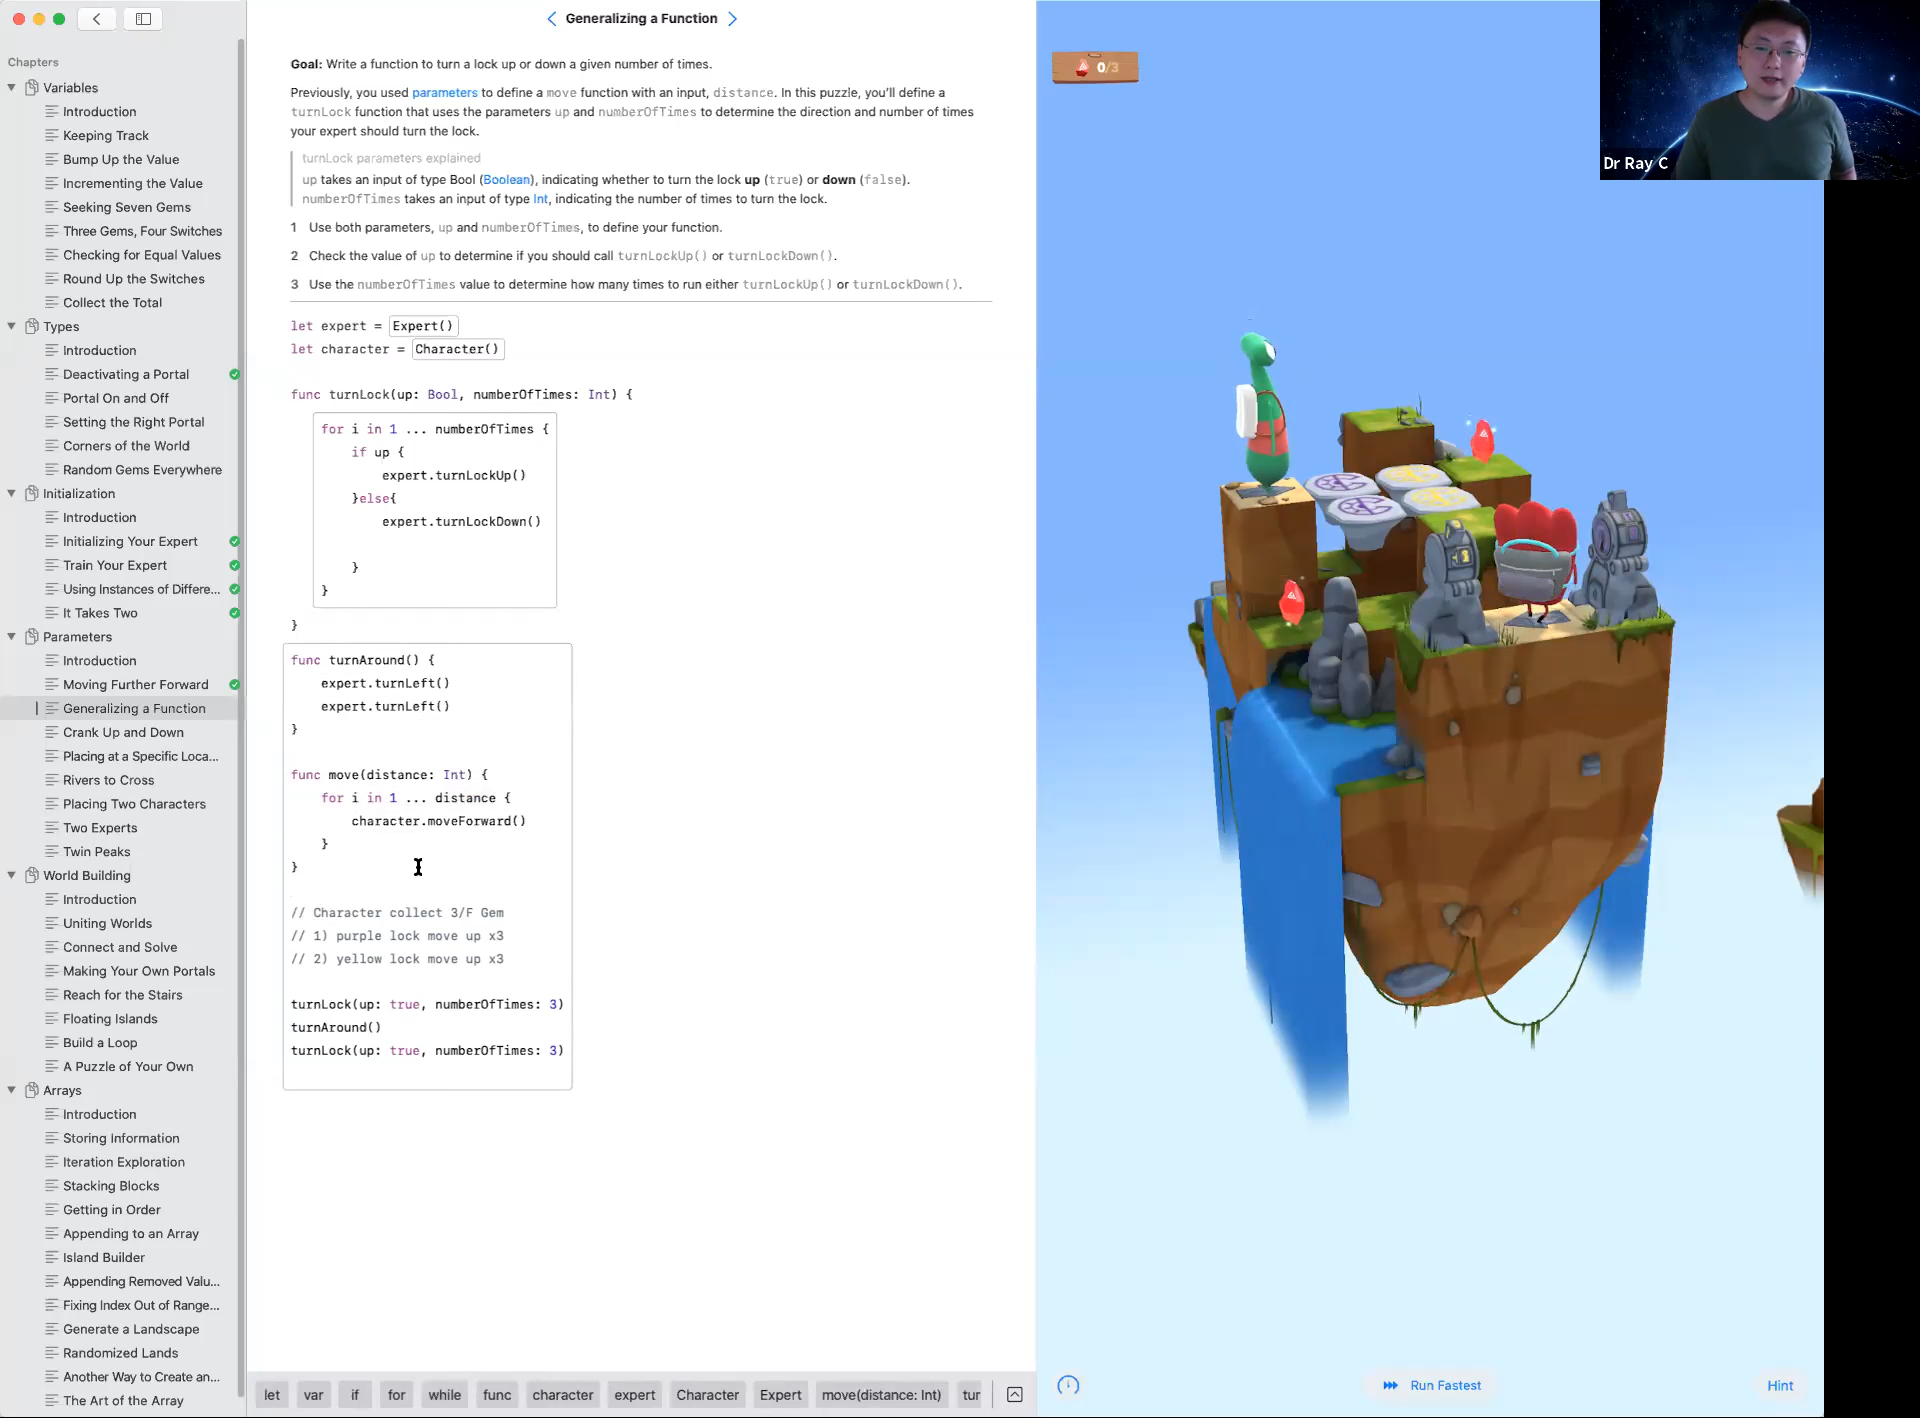 Generalizing a Function
Chapters
Variables
Introduction
Keeping Track
Bump Up the Value
Incrementing the Value
Seeking Seven Gems
Three Gems, Four Switches
Checking for Equal Values
Round Up the Switches
Collect the Total
Types
Introduction
Deactivating a Portal
Portal On and Off
Setting the Right Portal
Corners of the World
Random Gems Everywhere
Initialization
Introduction
Initializing Your Expert
Train Your Expert
Using Instances of Differe...
It Takes Two
Parameters
Introduction
Moving Further Forward
Generalizing a Function
Crank Up and Down
Placing at a Specific Loca...
Rivers to Cross
Placing Two Characters
Two Experts
Twin Peaks
World Building
Introduction
Uniting Worlds
Connect and Solve
Making Your Own Portals
Reach for the Stairs
Floating Islands
Build a Loop
A Puzzle of Your Own
Arrays
Introduction
Storing Information
Iteration Exploration
Stacking Blocks
Getting in Order
Appending to an Array
Island Builder
Appending Removed Valu...
Fixing Index Out of Range...
Generate a Landscape
Randomized Lands
Another Way to Create an...
The Art of the Array
Goal: Write a function to turn a lock up or down a given number of times.
Previously, you used parameters to define a move function with an input, distance. In this puzzle, you'll define a
turnLock function that uses the parameters up and numberOfTimes to determine the direction and number of times
your expert should turn the lock.
turnLock parameters explained
up takes an input of type Bool (Boolean), indicating whether to turn the lock up (true) or down (false).
numberOfTimes takes an input of type Int, indicating the number of times to turn the lock.
1 Use both parameters, up and numberOfTimes, to define your function.
2 Check the value of up to determine if you should call turnLockUp() or turnLockDown().
3 Use the numberOfTimes value to determine how many times to run either turnLockUp() or turnLockDown().
let expert = Expert()
let character = Character()
func turnLock(up: Bool, numberOfTimes: Int) {
for i in 1 ... numberOfTimes {
if up {
expert.turnLockUp()
}else{
expert.turnLockDown()
}
}
}
func turnAround() {
expert.turnLeft()
expert.turnLeft()
}
func move(distance: Int) {
for i in 1 ... distance {
character.moveForward()
}
}
// Character collect 3/F Gem
// 1) purple lock move up x3
// 2) yellow lock move up x3
turnLock(up: true, numberOfTimes: 3)
turnAround()
turnLock(up: true, numberOfTimes: 3)
let var if for while func character expert Character Expert move(distance: Int) tur
0/3
Dr Ray C
Run Fastest
Hint